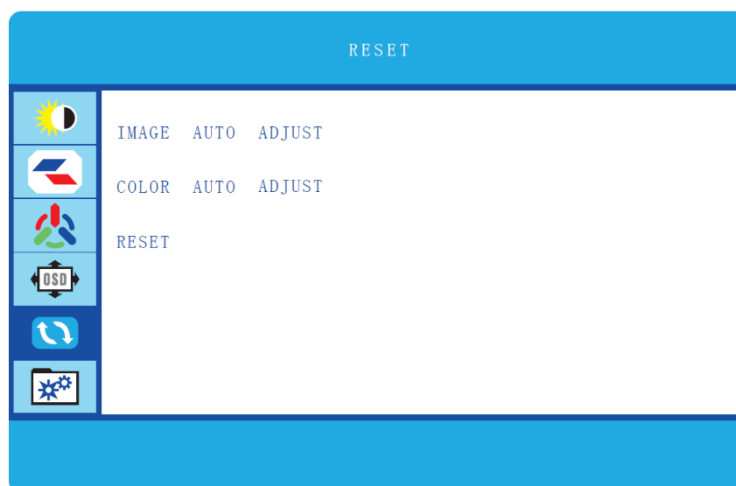 RESET
IMAGE AUTO ADJUST
COLOR AUTO ADJUST
RESET
OSD